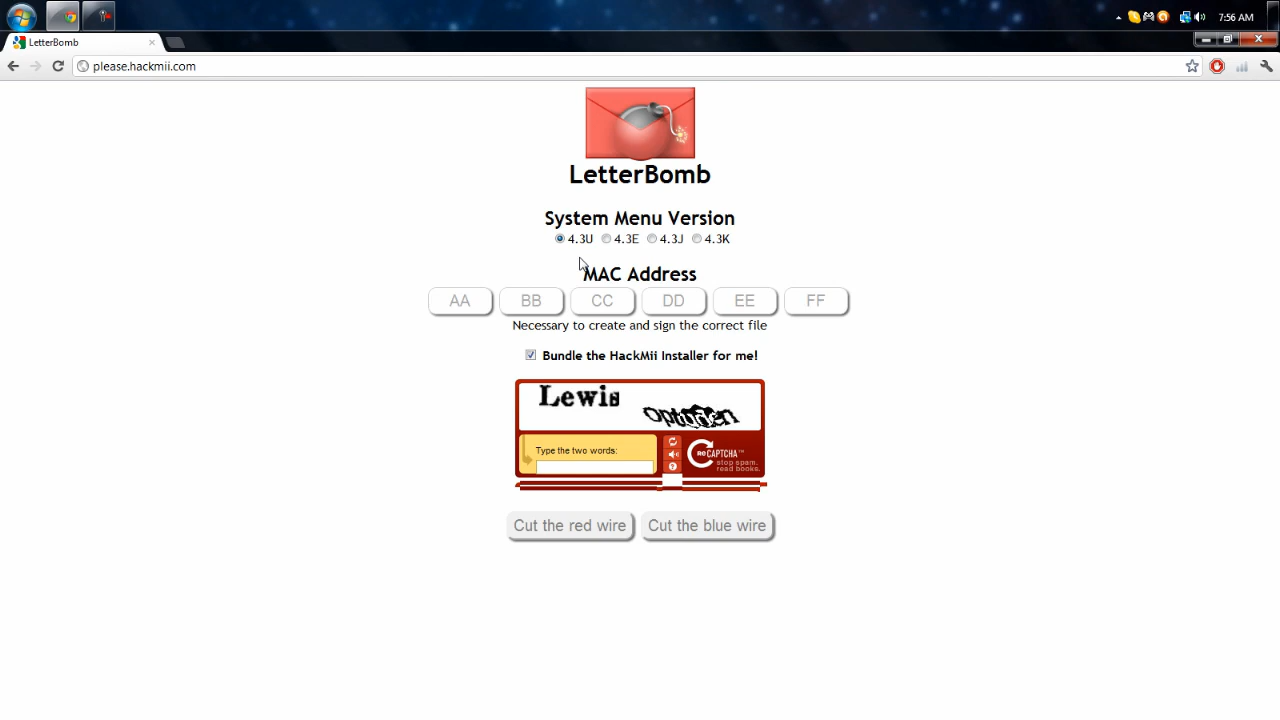 7:56 AM
LetterBomb
please.hackmii.com
LetterBomb
System Menu Version
4.3U 4.3E 4.3J 4.3K
MAC Address
AA BB CC DD EE FF
Necessary to create and sign the correct file
Bundle the HackMii Installer for me!
Lewis
Type the two words:
reCAPTCHA™
stop spam.
read books.
Cut the red wire Cut the blue wire